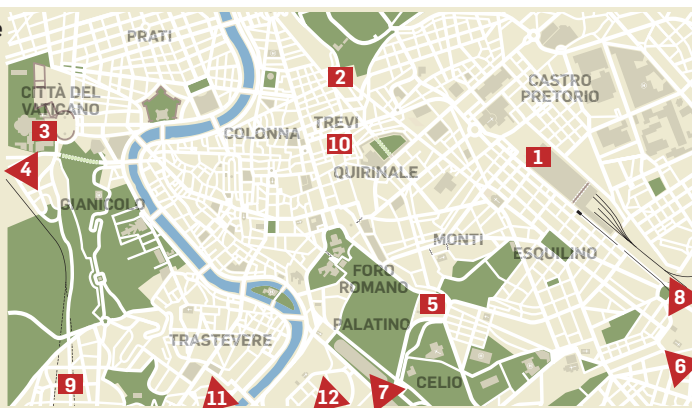 e
PRATI
2
CITTÀ DEL
VATICANO
CASTRO
PRETORIO
3
COLONNA
TREVI
10
1
4
QUIRINALE
GIANICOLO
MONTI
ESQUILINO
FORO
ROMANO
5
8
PALATINO
TRASTEVERE
6
9
11
12
7
CELIO